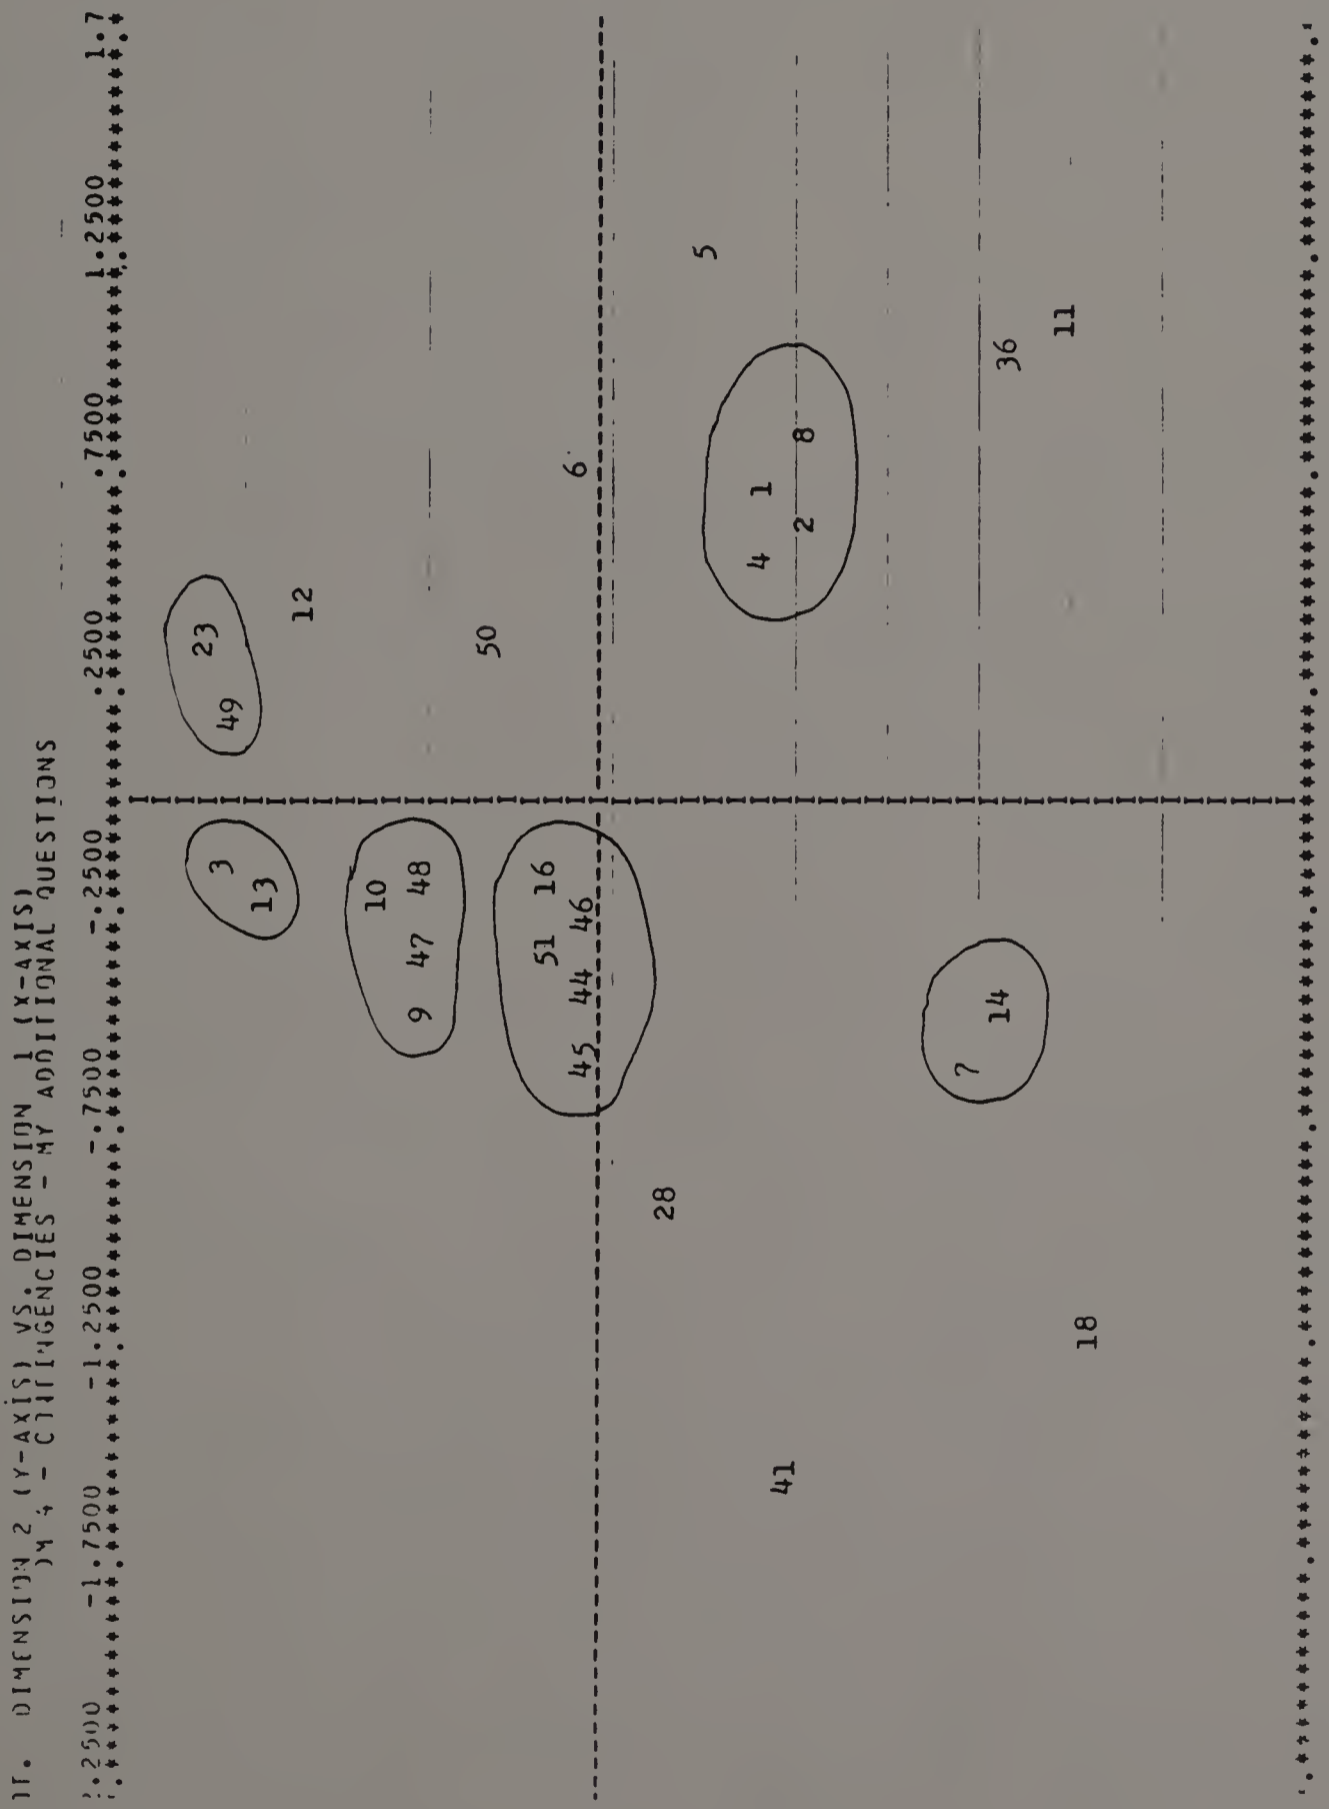 DIMENSION 2 (Y-AXIS) VS. DIMENSION 1 (X-AXIS)
- CONTINGENCIES - MY ADDITIONAL QUESTIONS
.2500 -1.7500 -1.2500 -.7500 -.2500 .2500 .7500 1.2500 1.7
3 23
49
13
12
10
9 47 48
50
51 16
45 44 46 6
28
5
4 1
41 2 8
7
14 36
11
18